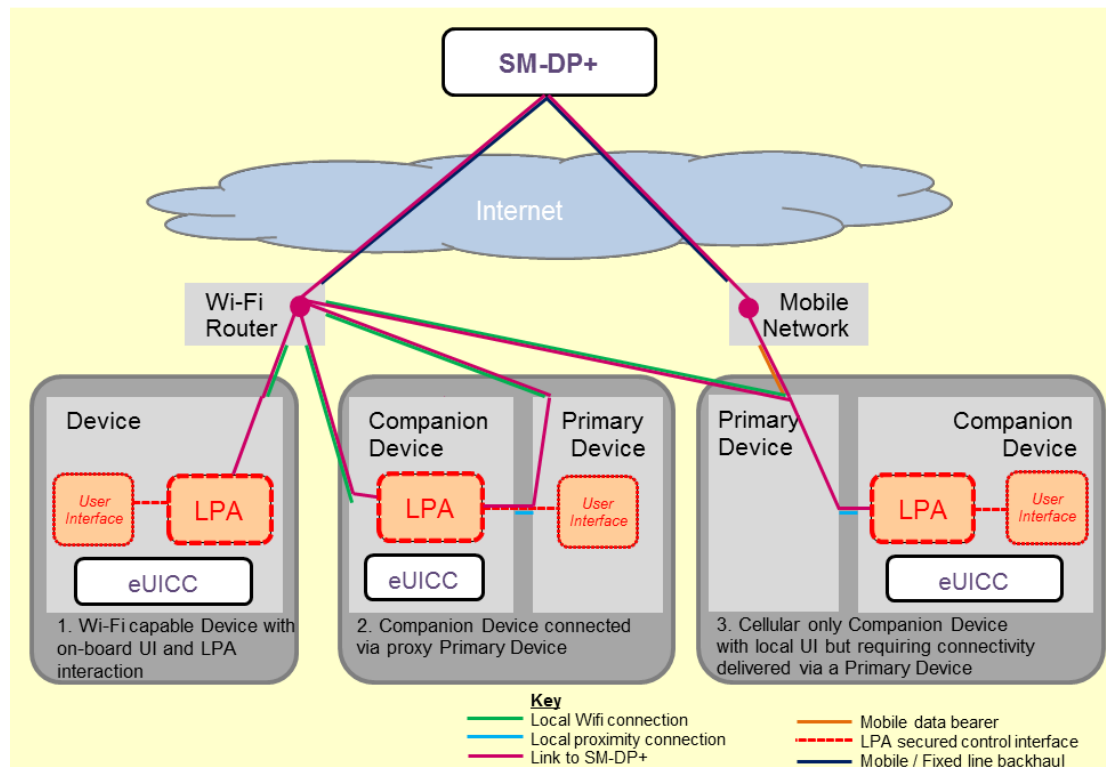 SM-DP+
Internet
Wi-Fi
Router
Mobile
Network
Device
User
Interface
LPA
eUICC
1. Wi-Fi capable Device with
on-board UI and LPA
interaction
Companion
Device
Primary
Device
LPA
User
Interface
eUICC
2. Companion Device connected
via proxy Primary Device
Primary
Device
Companion
Device
LPA
User
Interface
eUICC
3. Cellular only Companion Device
with local UI but requiring connectivity
delivered via a Primary Device
Key
Local Wifi connection
Local proximity connection
Link to SM-DP+
Mobile data bearer
LPA secured control interface
Mobile / Fixed line backhaul